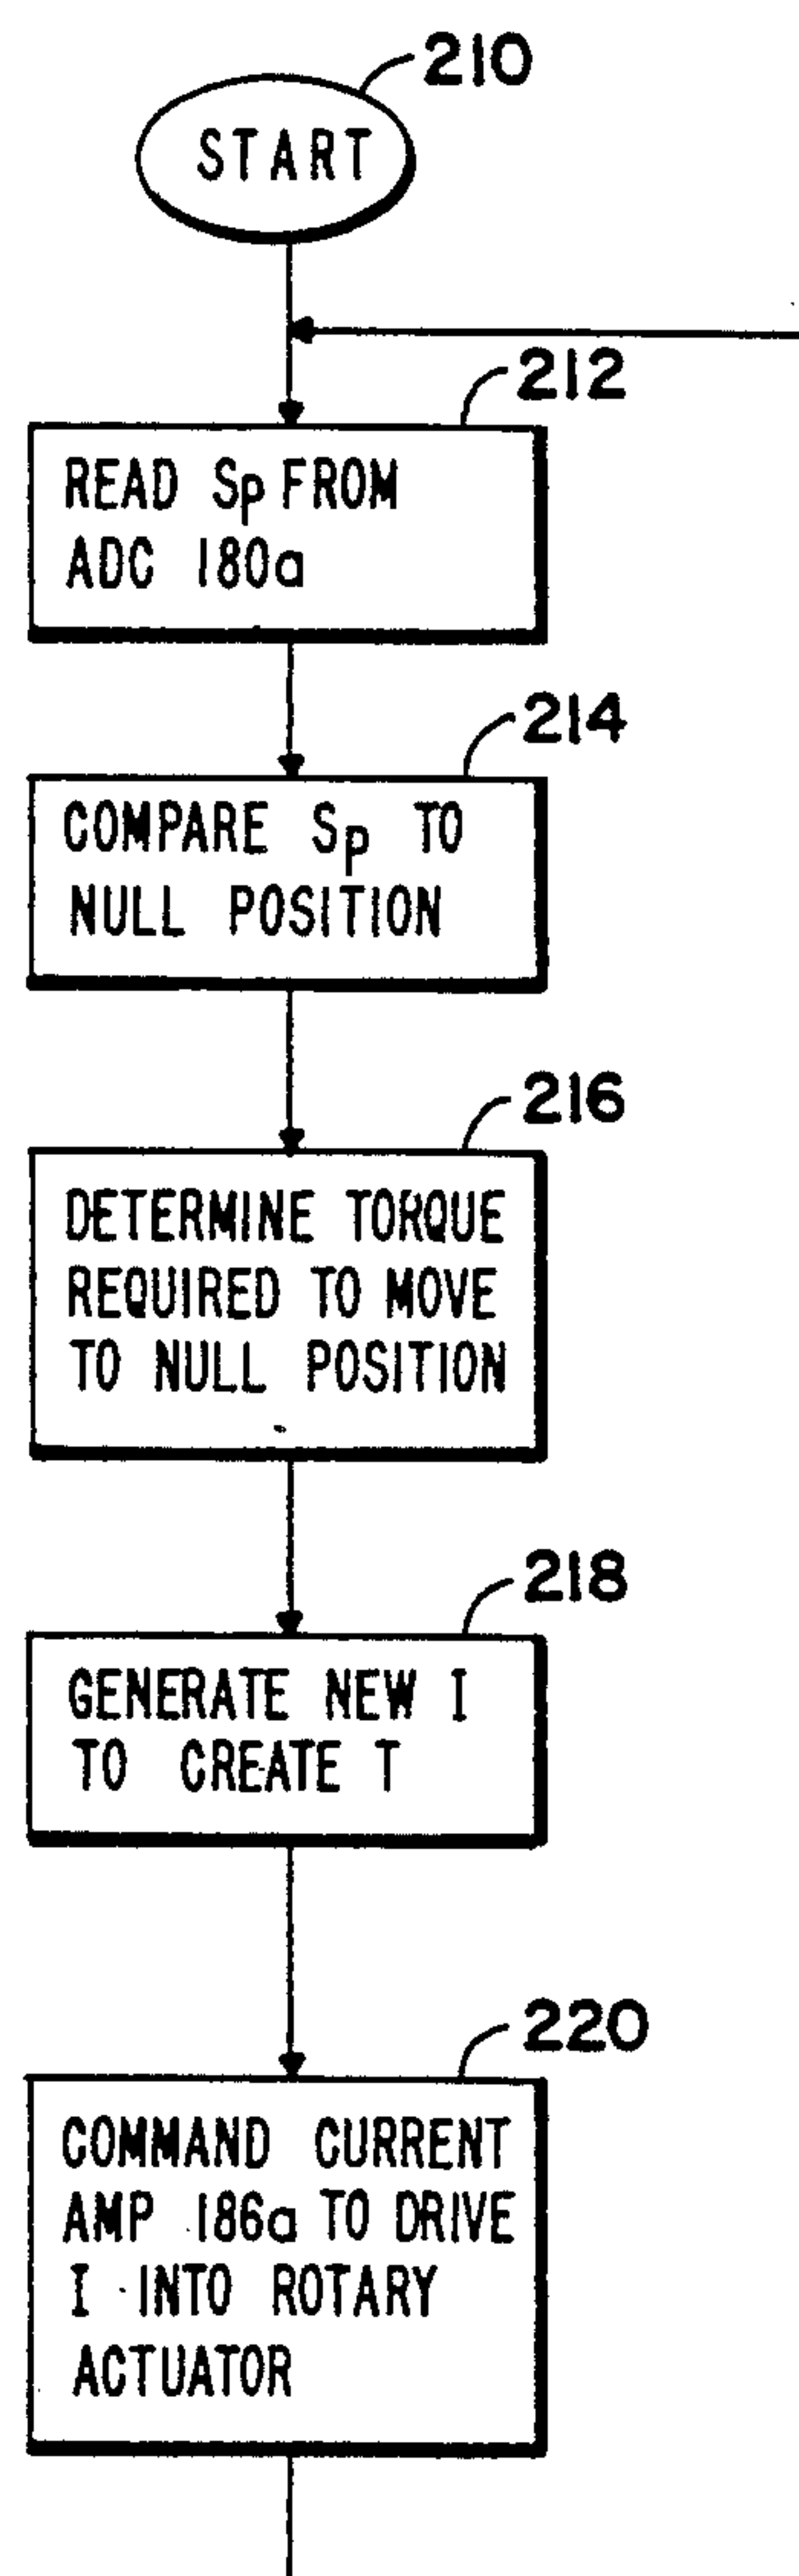 210
START
212
READ Sp FROM
ADC 180a
214
COMPARE Sp TO
NULL POSITION
216
DETERMINE TORQUE
REQUIRED TO MOVE
TO NULL POSITION
218
GENERATE NEW I
TO CREATE T
220
COMMAND CURRENT
AMP 186a TO DRIVE
I INTO ROTARY
ACTUATOR